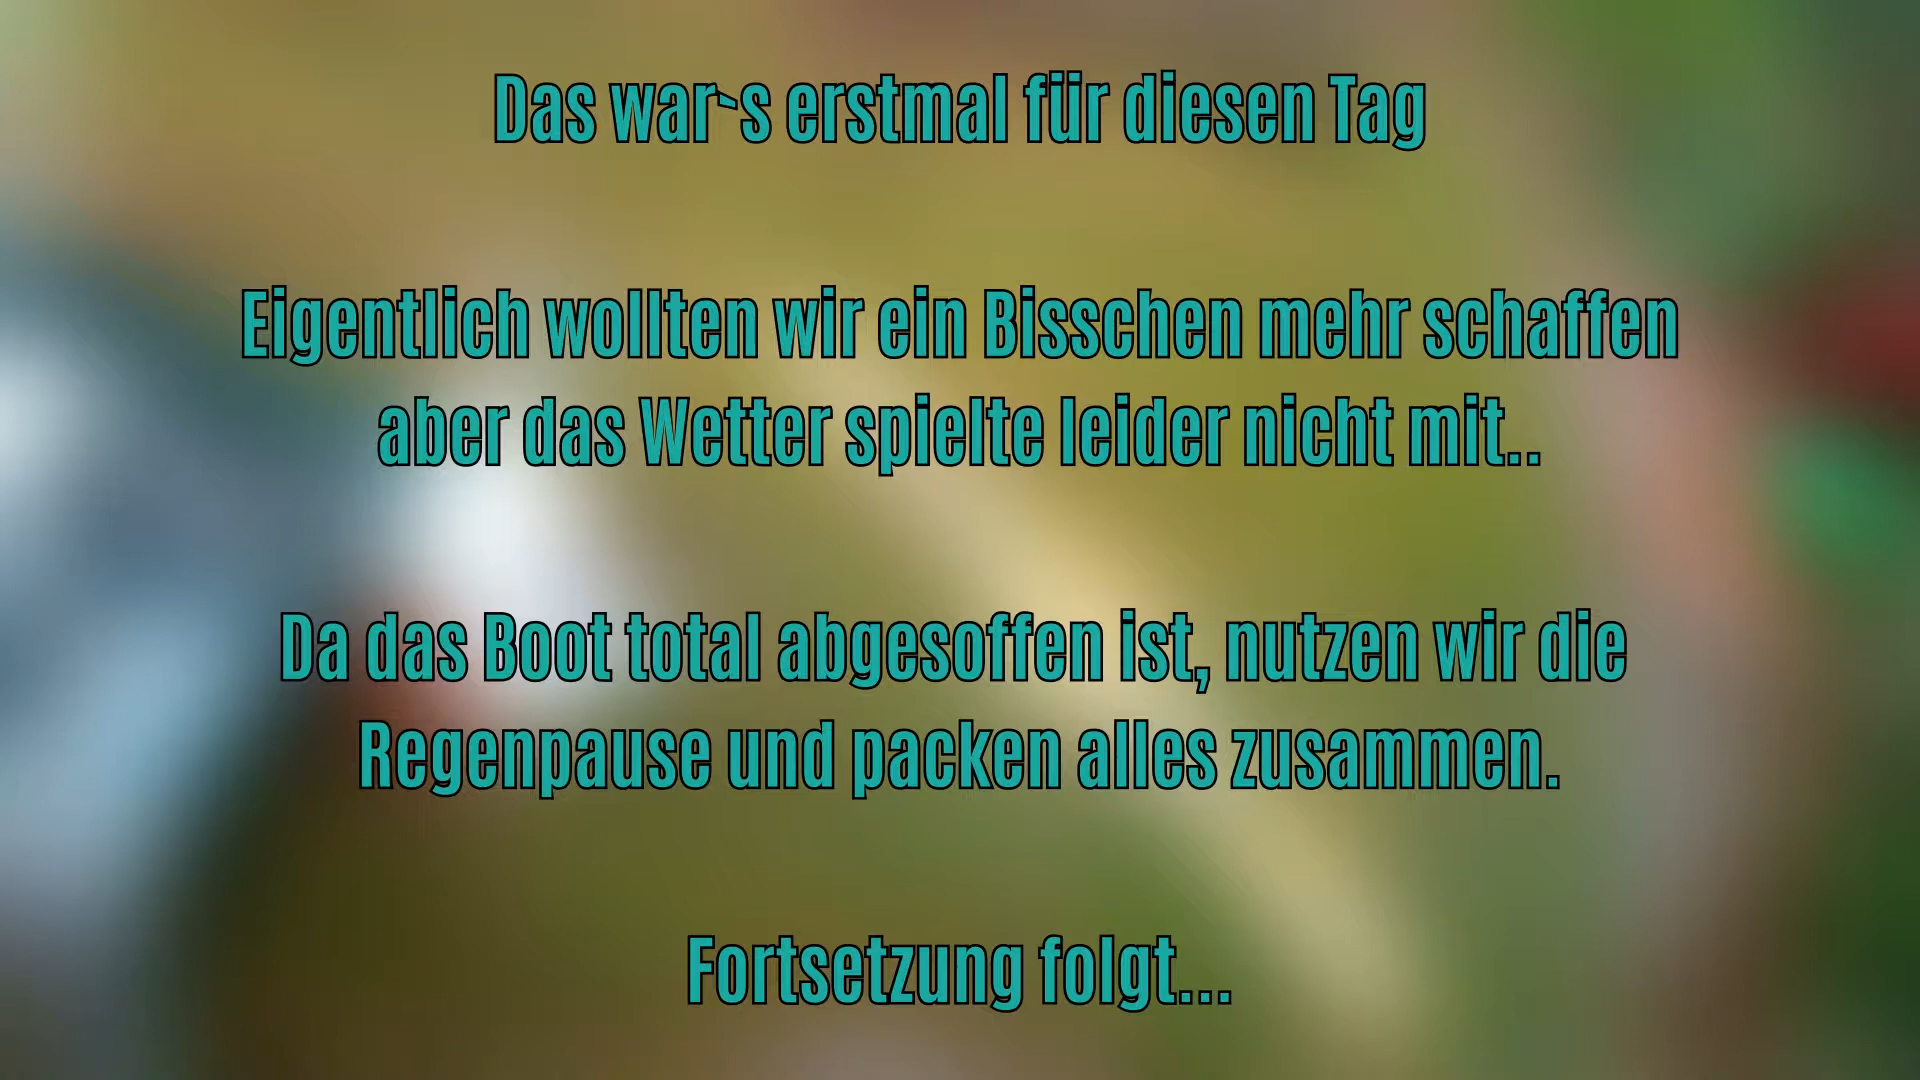 Das war`s erstmal für diesen Tag
Eigentlich wollten wir ein Bisschen mehr schaffen
aber das Wetter spielte leider nicht mit..
Da das Boot total abgesoffen ist, nutzen wir die
Regenpause und packen alles zusammen.
Fortsetzung folgt...